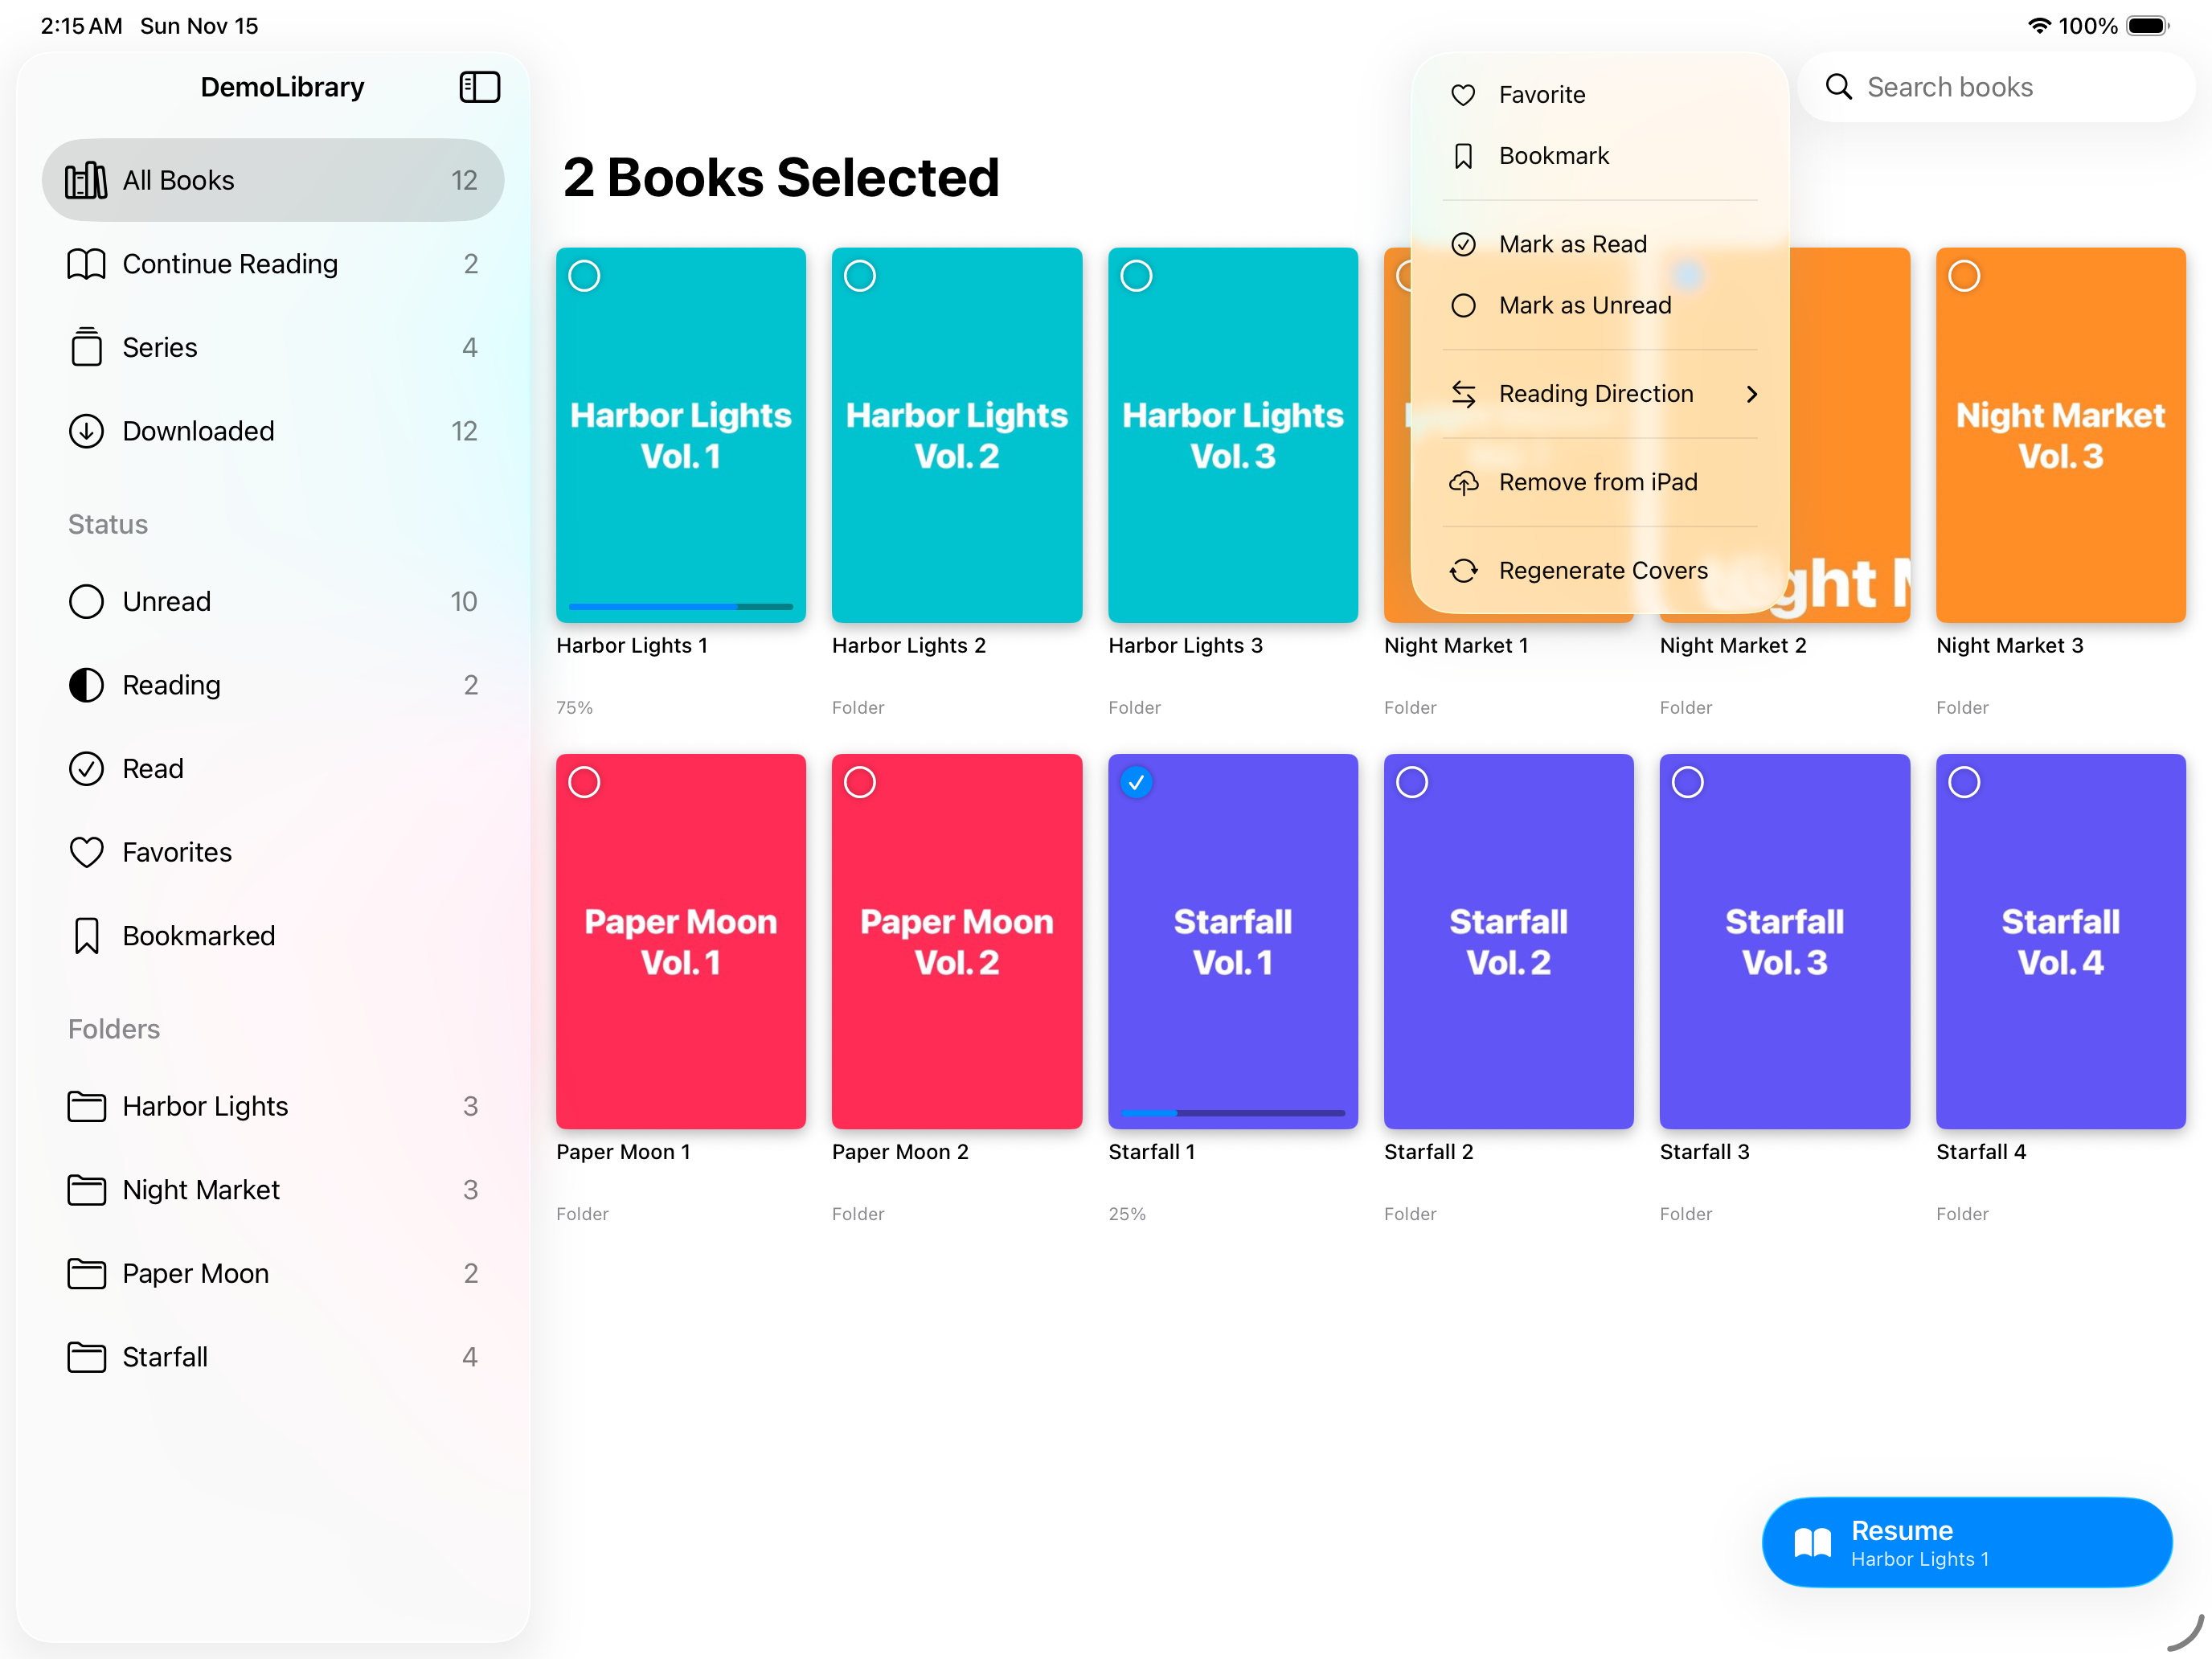 2:15 AM Sun Nov 15
100%
DemoLibrary
All Books 12
Continue Reading 2
Series 4
Downloaded 12
Status
Unread 10
Reading 2
Read
Favorites
Bookmarked
Folders
Harbor Lights 3
Night Market 3
Paper Moon 2
Starfall 4
Search books
2 Books Selected
Favorite
Bookmark
Mark as Read
Mark as Unread
Reading Direction
Remove from iPad
Regenerate Covers
Harbor Lights
Vol. 1
Harbor Lights
Vol. 2
Harbor Lights
Vol. 3
Night Market
Vol. 3
Harbor Lights 1
Harbor Lights 2
Harbor Lights 3
Night Market 1
Night Market 2
Night Market 3
75%
Folder
Folder
Folder
Folder
Folder
Paper Moon
Vol. 1
Paper Moon
Vol. 2
Starfall
Vol. 1
Starfall
Vol. 2
Starfall
Vol. 3
Starfall
Vol. 4
Paper Moon 1
Paper Moon 2
Starfall 1
Starfall 2
Starfall 3
Starfall 4
Folder
Folder
25%
Folder
Folder
Folder
Resume
Harbor Lights 1